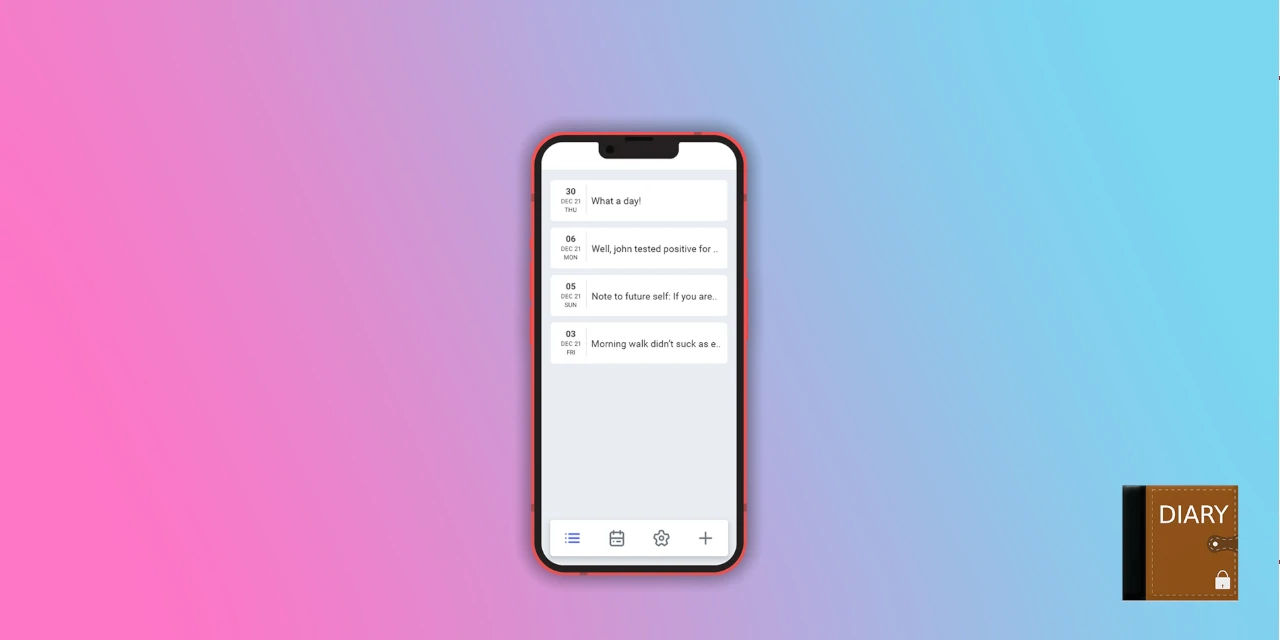 30
DEC 21
THU
What a day!
06
DEC 21
MON
Well, john tested positive for ..
05
DEC 21
SUN
Note to future self: If you are..
03
DEC 21
FRI
Morning walk didn't suck as e..
DIARY